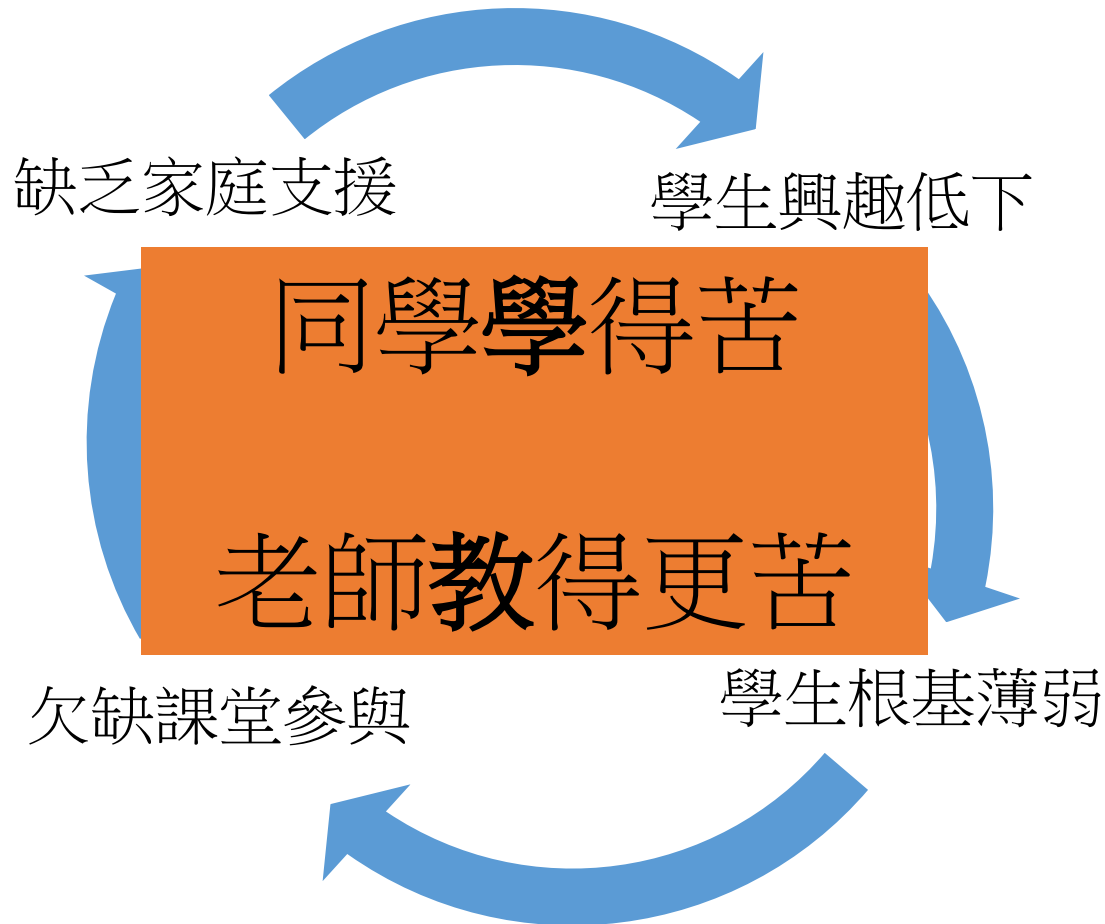 缺乏家庭支援
學生興趣低下
同學學得苦
老師教得更苦
學生根基薄弱
欠缺課堂參與